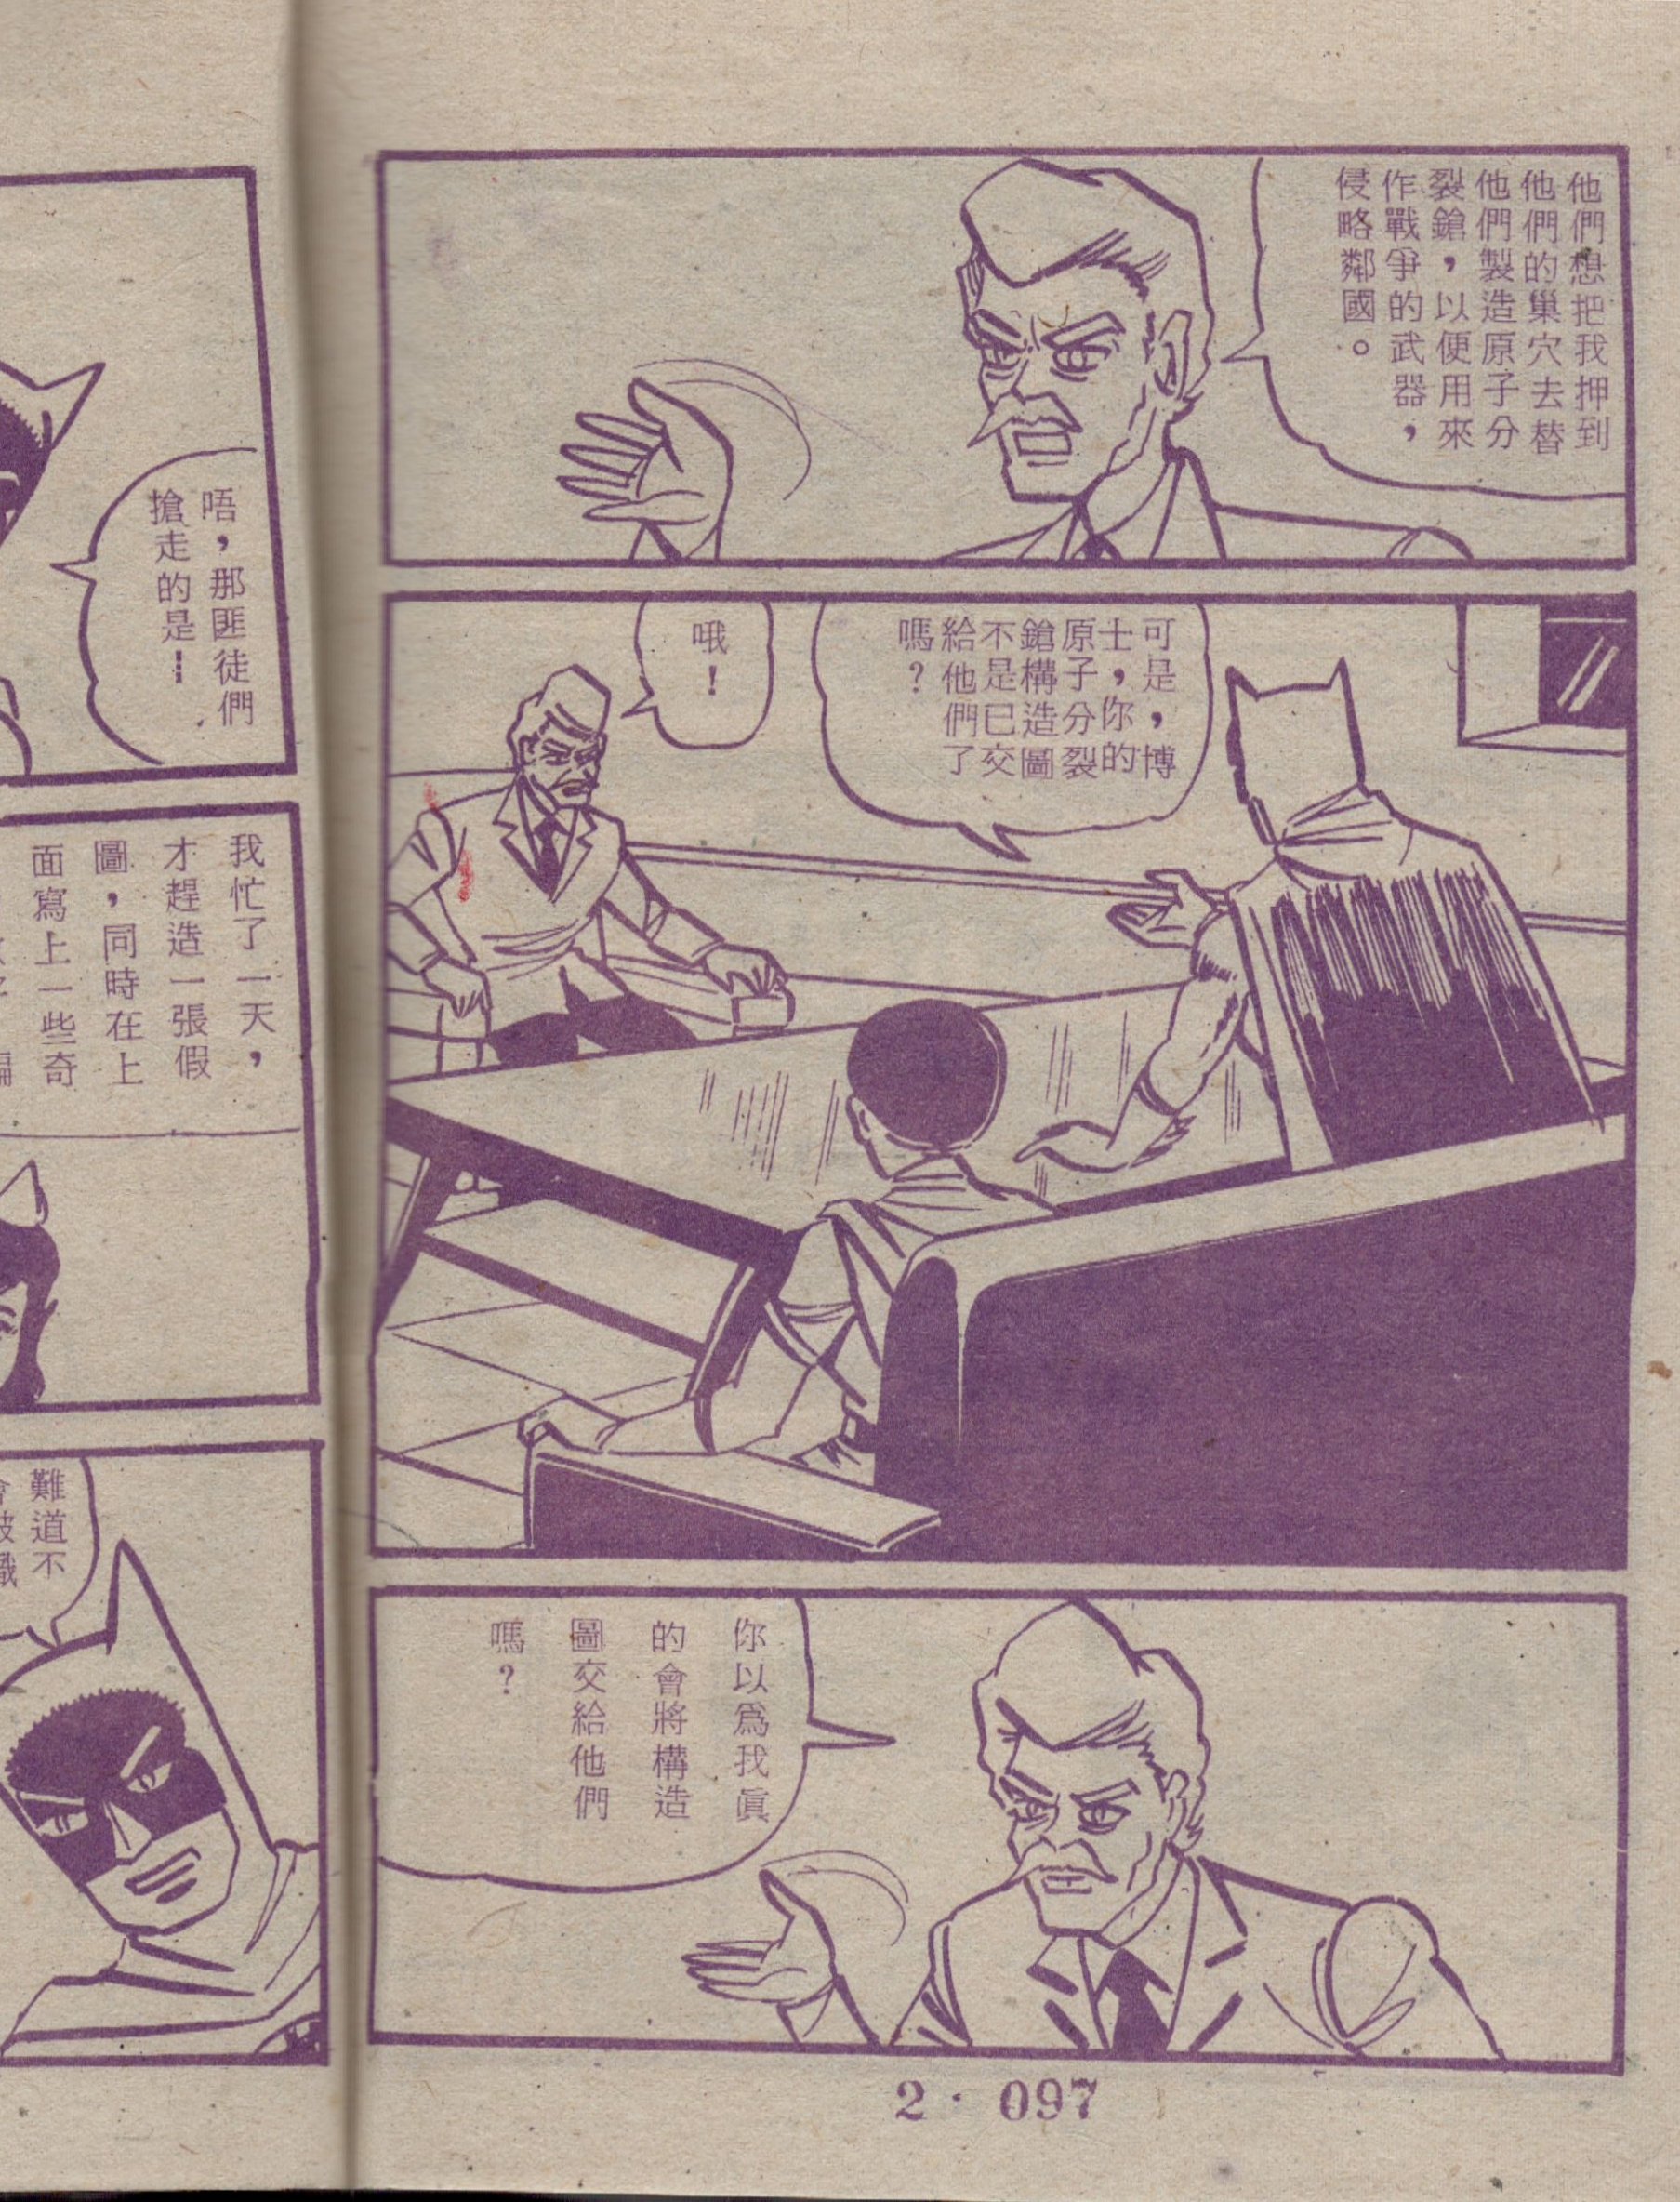 他們想把我押到
他們的巢穴去替
他們製造原子分
裂鎗，以便用來
作戰爭的武器，
侵略鄰國。
可是，博
士，你的
原子分裂
鎗構造圖
不是已交
給他們了
嗎？
哦！
你以爲我眞
的會將構造
圖交給他們
嗎？
2·097
唔，那匪徒們
搶走的是！
我忙了一天，
才趕造一張假
圖，同時在上
面寫上一些奇
難道不